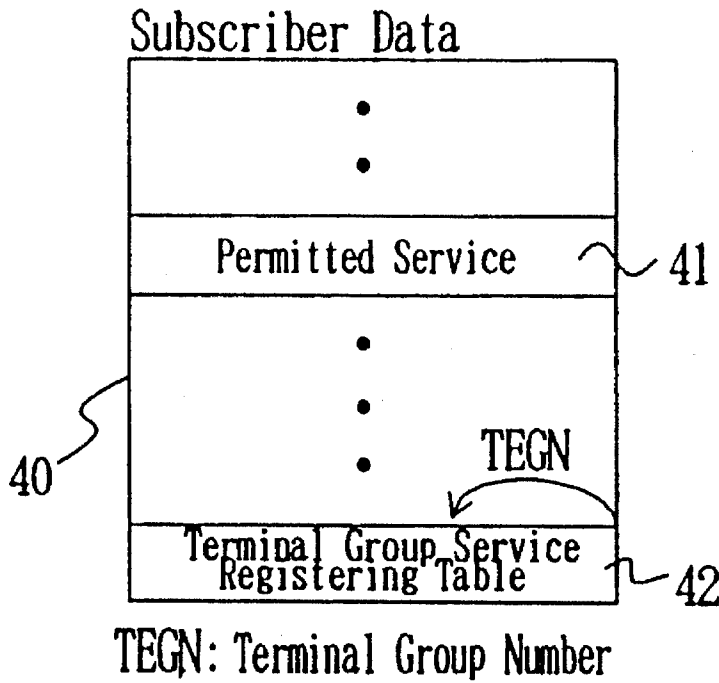 Subscriber Data
Permitted Service
41
40
TEGN
Terminal Group Service
Registering Table
42
TEGN: Terminal Group Number